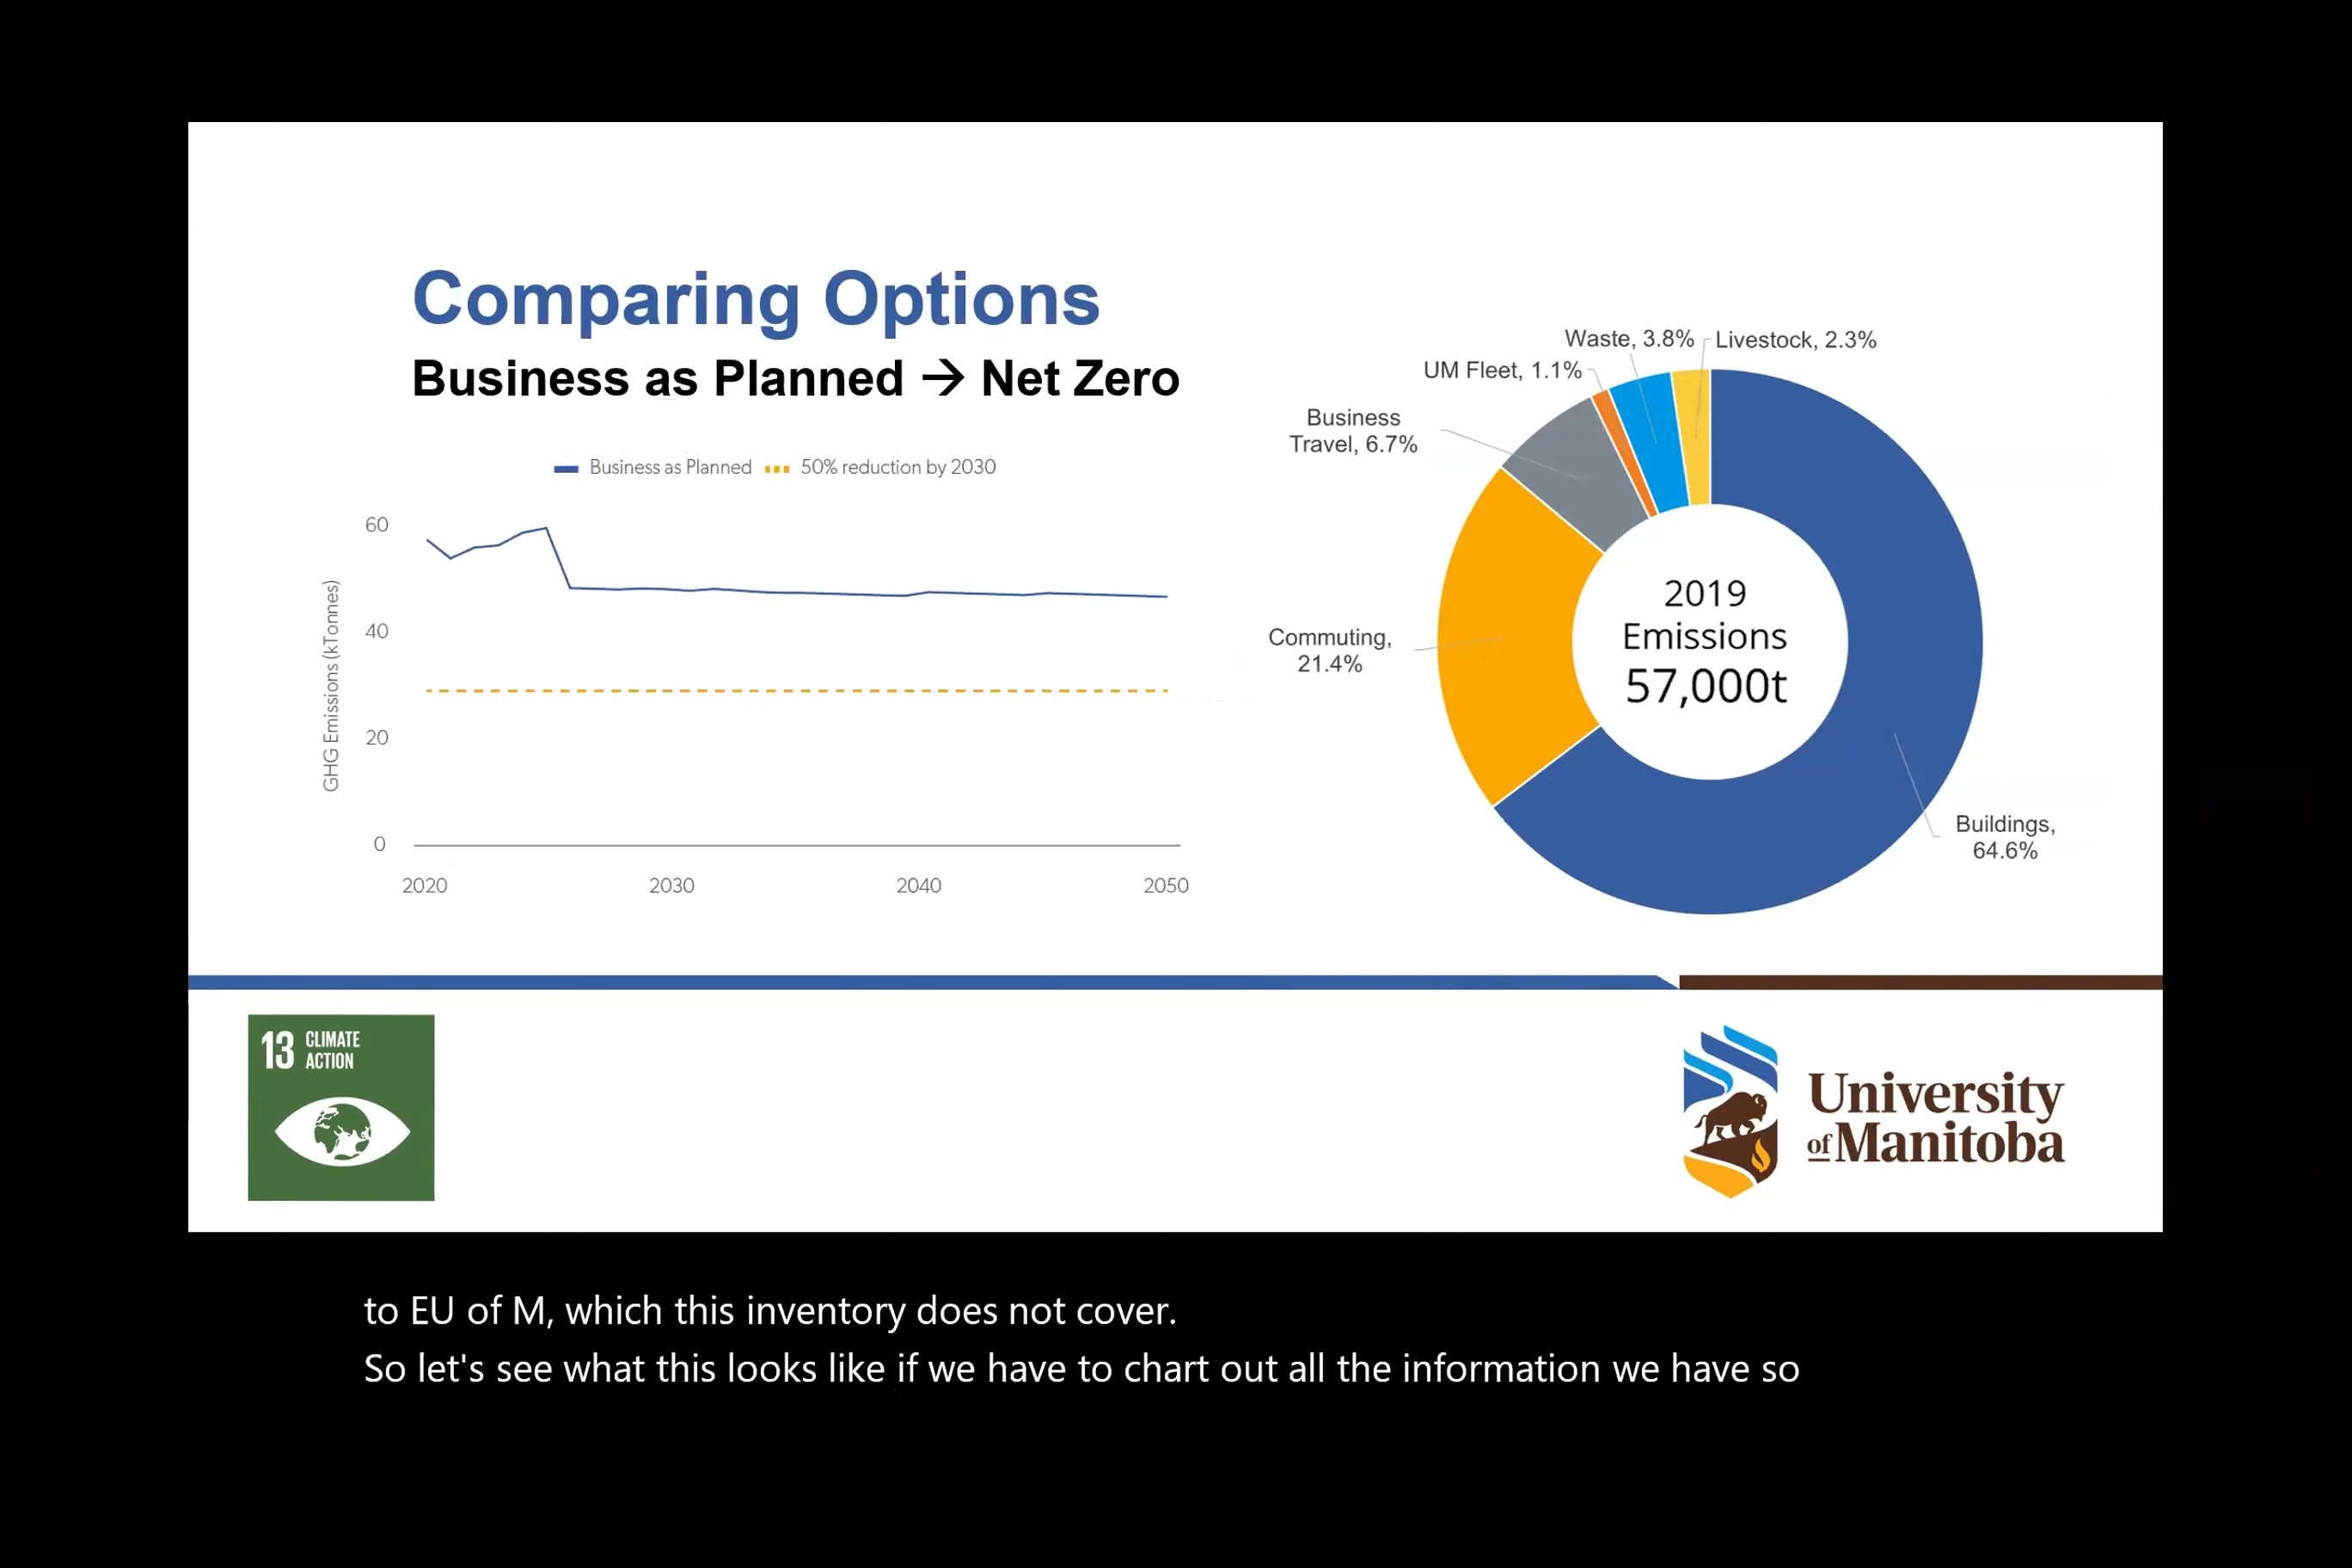 Comparing Options
Business as Planned → Net Zero
Business as Planned
50% reduction by 2030
GHG Emissions (kTonnes)
60
40
20
0
2020
2030
2040
2050
Waste, 3.8%
Livestock, 2.3%
UM Fleet, 1.1%
Business
Travel, 6.7%
Commuting,
21.4%
2019
Emissions
57,000t
Buildings,
64.6%
13 CLIMATE
ACTION
University
of Manitoba
to EU of M, which this inventory does not cover.
So let's see what this looks like if we have to chart out all the information we have so